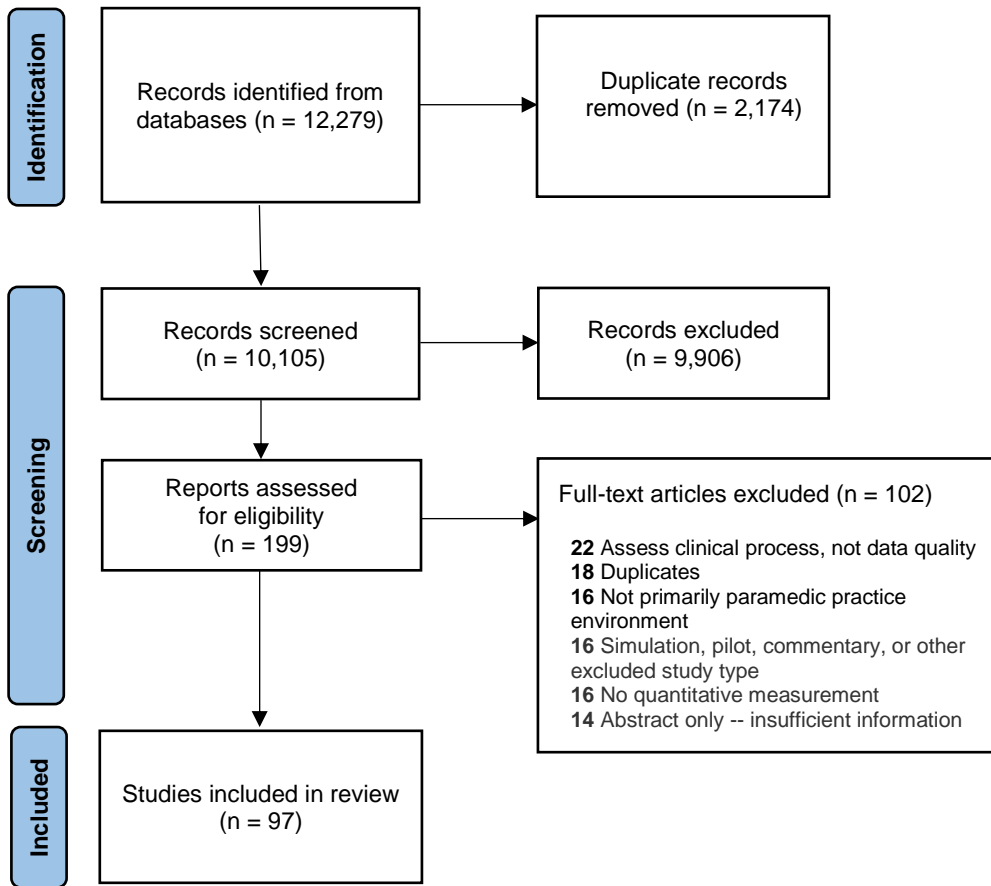 Identification
Records identified from
databases (n = 12,279)
Duplicate records
removed (n = 2,174)
Screening
Records screened
(n = 10,105)
Records excluded
(n = 9,906)
Reports assessed
for eligibility
(n = 199)
Full-text articles excluded (n = 102)
22 Assess clinical process, not data quality
18 Duplicates
16 Not primarily paramedic practice
environment
16 Simulation, pilot, commentary, or other
excluded study type
16 No quantitative measurement
14 Abstract only -- insufficient information
Included
Studies included in review
(n = 97)